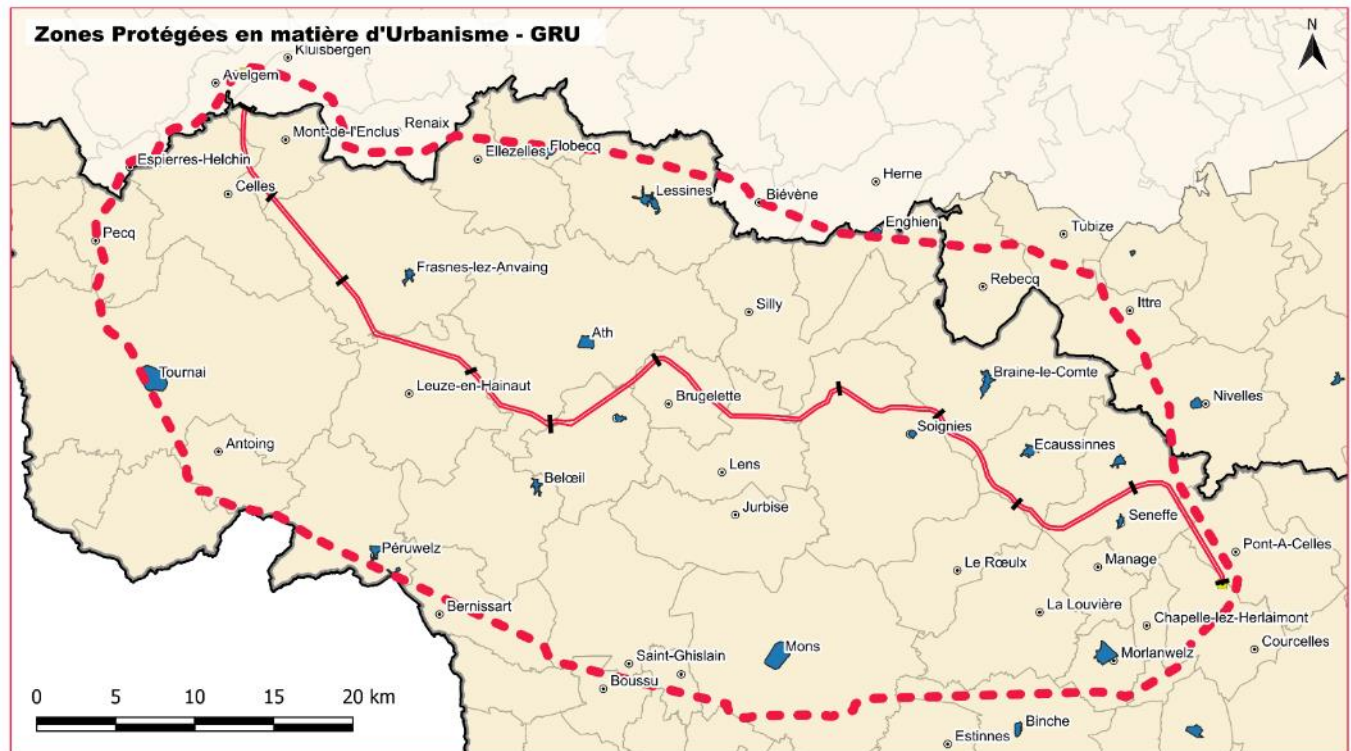 Zones Protégées en matière d'Urbanisme - GRU
N
Kluisbergen
Avelgem
Mont-de-l'Enclus
Renaix
Espierres-Helchin
Ellezelles
Flobecq
Celles
Lessines
Biévène
Herne
Pecq
Enghien
Tubize
Frasnes-lez-Anvaing
Rebecq
Silly
Ittre
Ath
Tournai
Leuze-en-Hainaut
Brugelette
Braine-le-Comte
Nivelles
Antoing
Soignies
Ecaussinnes
Lens
Belœil
Jurbise
Seneffe
Péruwelz
Pont-A-Celles
Le Rœulx
Manage
Bernissart
La Louvière
Chapelle-lez-Herlaimont
Courcelles
Mons
Saint-Ghislain
Morlanwelz
Boussu
Binche
Estinnes
0 5 10 15 20 km